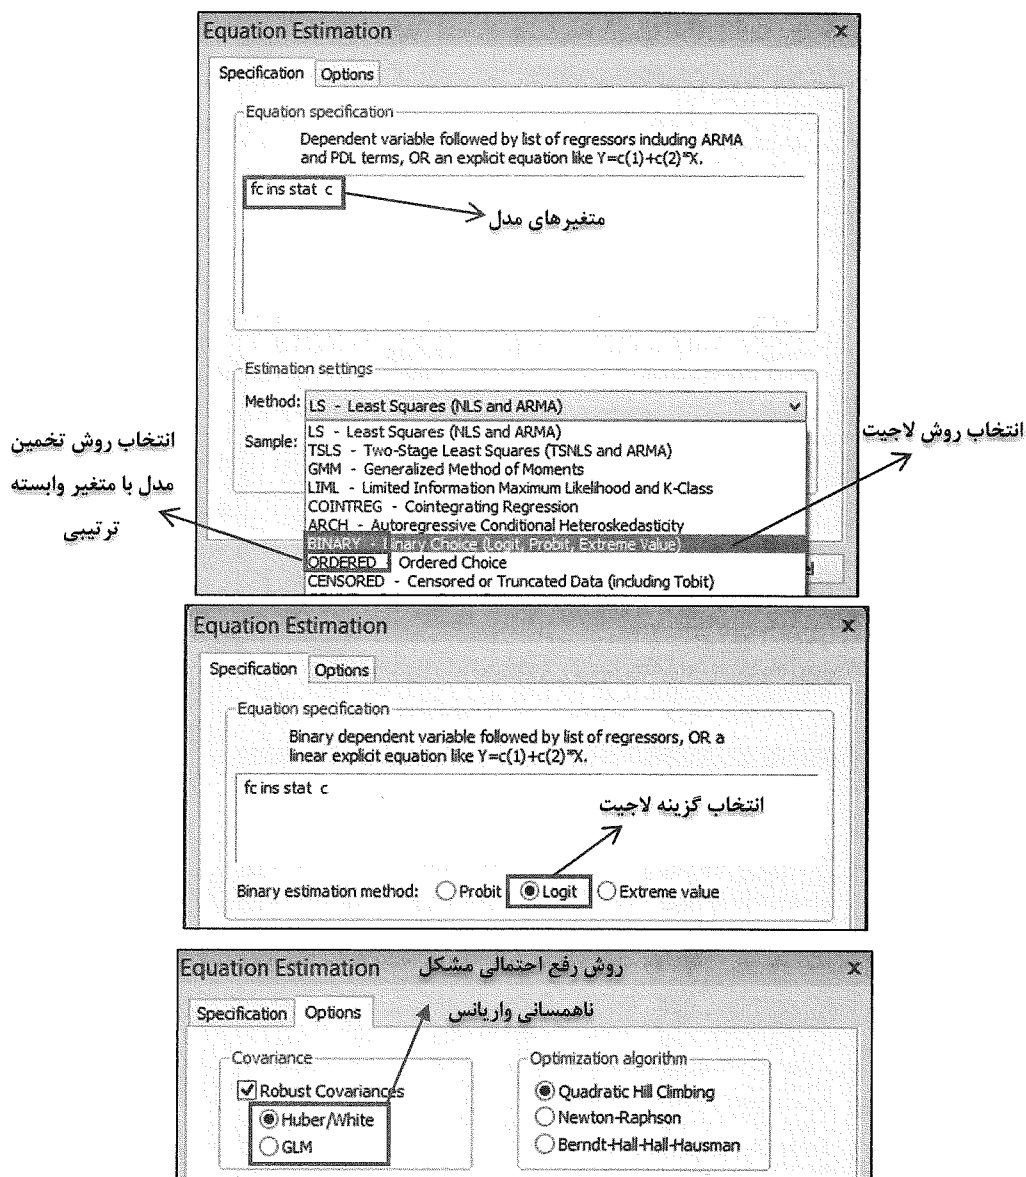 Equation Estimation
x
Specification
Options
Equation specification
Dependent variable followed by list of regressors including ARMA
and PDL terms, OR an explicit equation like Y=c(1)+c(2)*X.
fc ins stat c
متغیرهای مدل
Estimation settings
Method:
LS - Least Squares (NLS and ARMA)
Sample:
LS - Least Squares (NLS and ARMA)
TSLS - Two-Stage Least Squares (TSNLS and ARMA)
GMM - Generalized Method of Moments
LIML - Limited Information Maximum Likelihood and K-Class
COINTREG - Cointegrating Regression
ARCH - Autoregressive Conditional Heteroskedasticity
BINARY - Binary Choice (Logit, Probit, Extreme Value)
ORDERED Ordered Choice
CENSORED - Censored or Truncated Data (including Tobit)
انتخاب روش لاجیت
انتخاب روش تخمین
مدل با متغیر وابسته
ترتیبی
Equation Estimation
x
Specification
Options
Equation specification
Binary dependent variable followed by list of regressors, OR a
linear explicit equation like Y=c(1)+c(2)*X.
fc ins stat c
انتخاب گزینه لاجیت
Binary estimation method: Probit Logit Extreme value
Equation Estimation
روش رفع احتمالی مشکل
x
ناهمسانی واریانس
Specification
Options
Covariance
Robust Covariances
Huber/White
GLM
Optimization algorithm
Quadratic Hill Climbing
Newton-Raphson
Berndt-Hall-Hall-Hausman